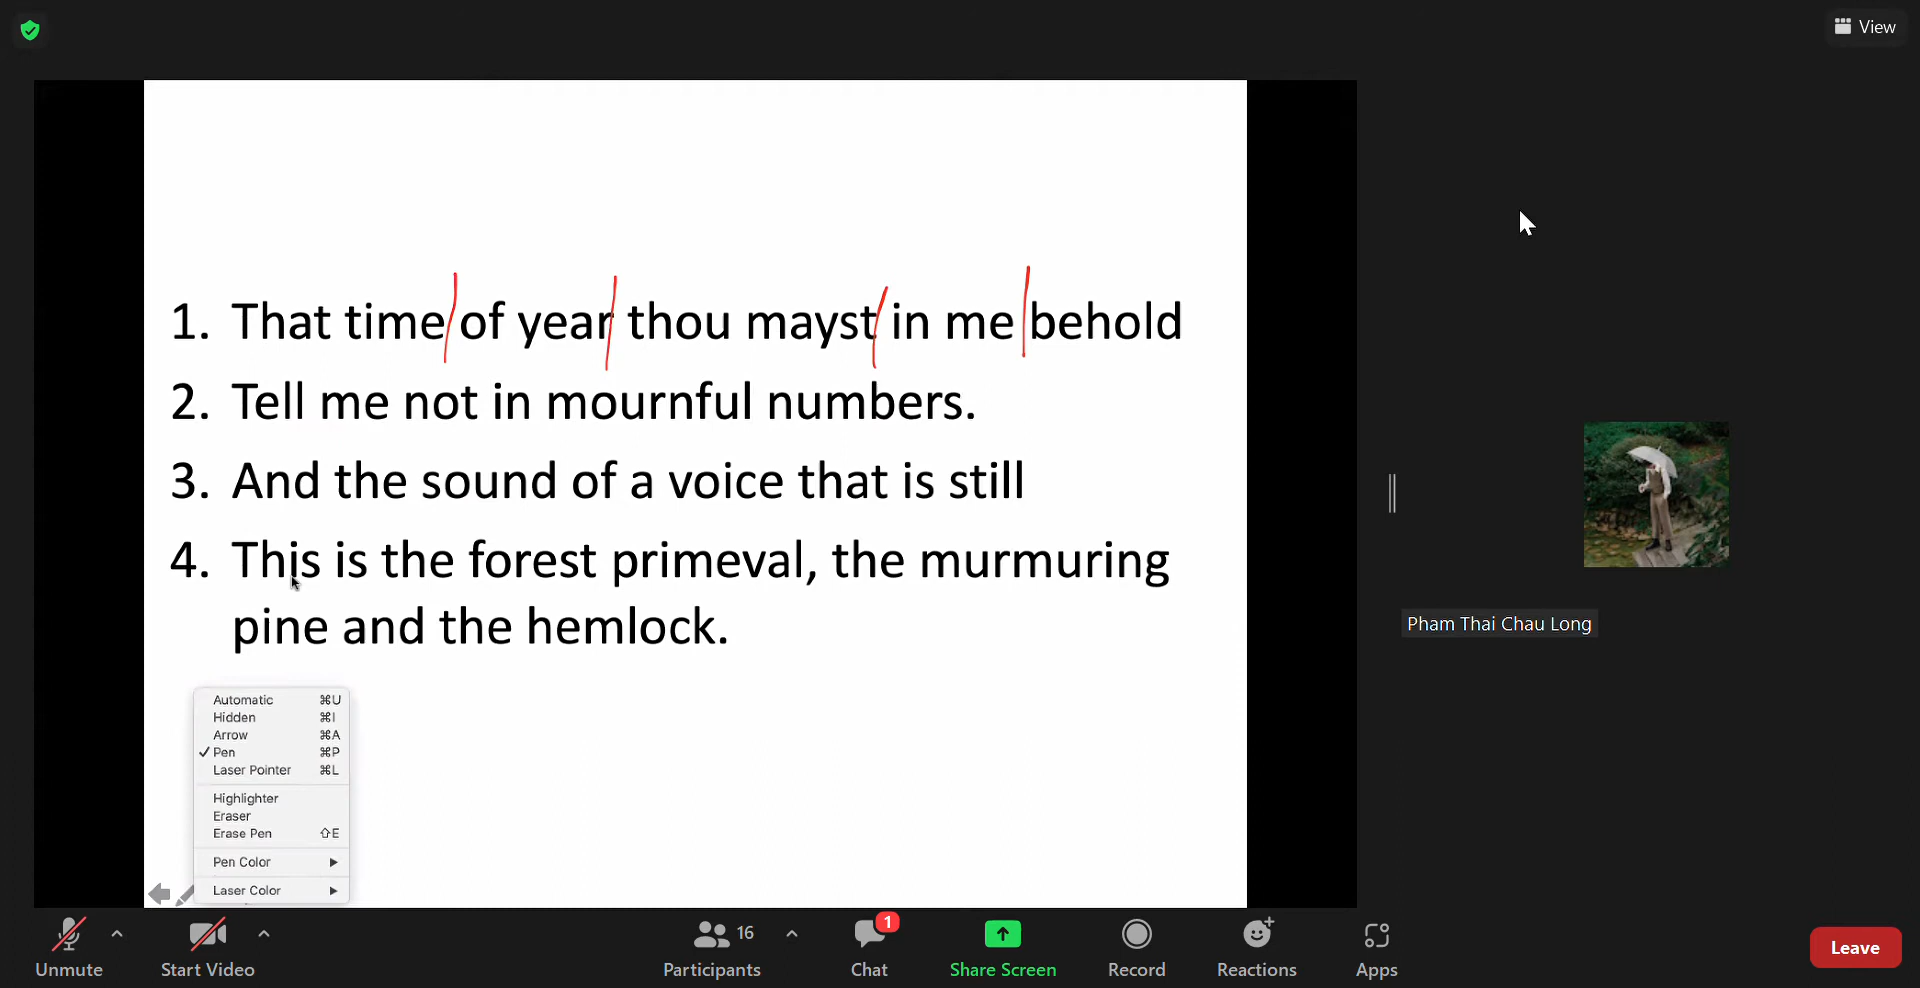 View
1. That time of year thou mayst in me behold
2. Tell me not in mournful numbers.
3. And the sound of a voice that is still
4. This is the forest primeval, the murmuring
pine and the hemlock.
Pham Thai Chau Long
Automatic ⌘U
Hidden ⌘I
Arrow ⌘A
✓ Pen ⌘P
Laser Pointer ⌘L
Highlighter
Eraser
Erase Pen ⇧E
Pen Color ▶
Laser Color ▶
16
1
Unmute
Start Video
Participants
Chat
Share Screen
Record
Reactions
Apps
Leave